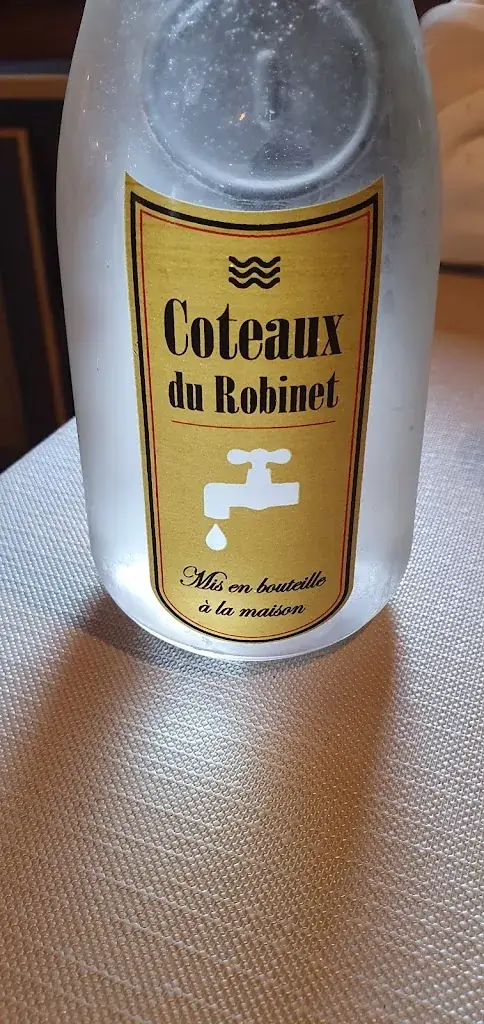 Coteaux
du Robinet
Mis en bouteille
à la maison